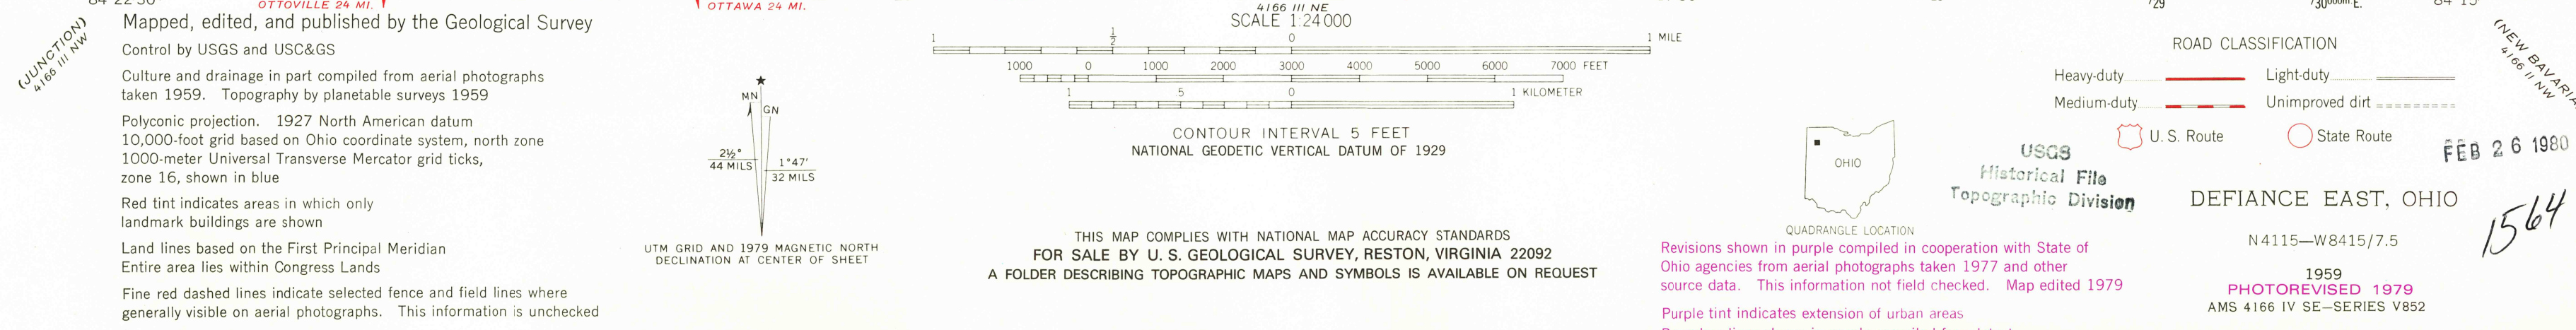 OTTOVILLE 24 MI.
OTTAWA 24 MI.
(JUNCTION)
4166 III NW
Mapped, edited, and published by the Geological Survey
Control by USGS and USC&GS
Culture and drainage in part compiled from aerial photographs
taken 1959. Topography by planetable surveys 1959
Polyconic projection. 1927 North American datum
10,000-foot grid based on Ohio coordinate system, north zone
1000-meter Universal Transverse Mercator grid ticks,
zone 16, shown in blue
Red tint indicates areas in which only
landmark buildings are shown
Land lines based on the First Principal Meridian
Entire area lies within Congress Lands
Fine red dashed lines indicate selected fence and field lines where
generally visible on aerial photographs. This information is unchecked
MN
GN
2½°
44 MILS
1°47'
32 MILS
UTM GRID AND 1979 MAGNETIC NORTH
DECLINATION AT CENTER OF SHEET
4166 III NE
SCALE 1:24 000
1 ½ 0 1 MILE
1000 0 1000 2000 3000 4000 5000 6000 7000 FEET
1 .5 0 1 KILOMETER
CONTOUR INTERVAL 5 FEET
NATIONAL GEODETIC VERTICAL DATUM OF 1929
THIS MAP COMPLIES WITH NATIONAL MAP ACCURACY STANDARDS
FOR SALE BY U. S. GEOLOGICAL SURVEY, RESTON, VIRGINIA 22092
A FOLDER DESCRIBING TOPOGRAPHIC MAPS AND SYMBOLS IS AVAILABLE ON REQUEST
OHIO
QUADRANGLE LOCATION
Revisions shown in purple compiled in cooperation with State of
Ohio agencies from aerial photographs taken 1977 and other
source data. This information not field checked. Map edited 1979
Purple tint indicates extension of urban areas
USGS
Historical File
Topographic Division
729
730000m.E.
ROAD CLASSIFICATION
Heavy-duty Light-duty
Medium-duty Unimproved dirt
U. S. Route State Route
(NEW BAVARIA
4166 II NW
FEB 26 1980
DEFIANCE EAST, OHIO
N4115—W8415/7.5
1564
1959
PHOTOREVISED 1979
AMS 4166 IV SE—SERIES V852